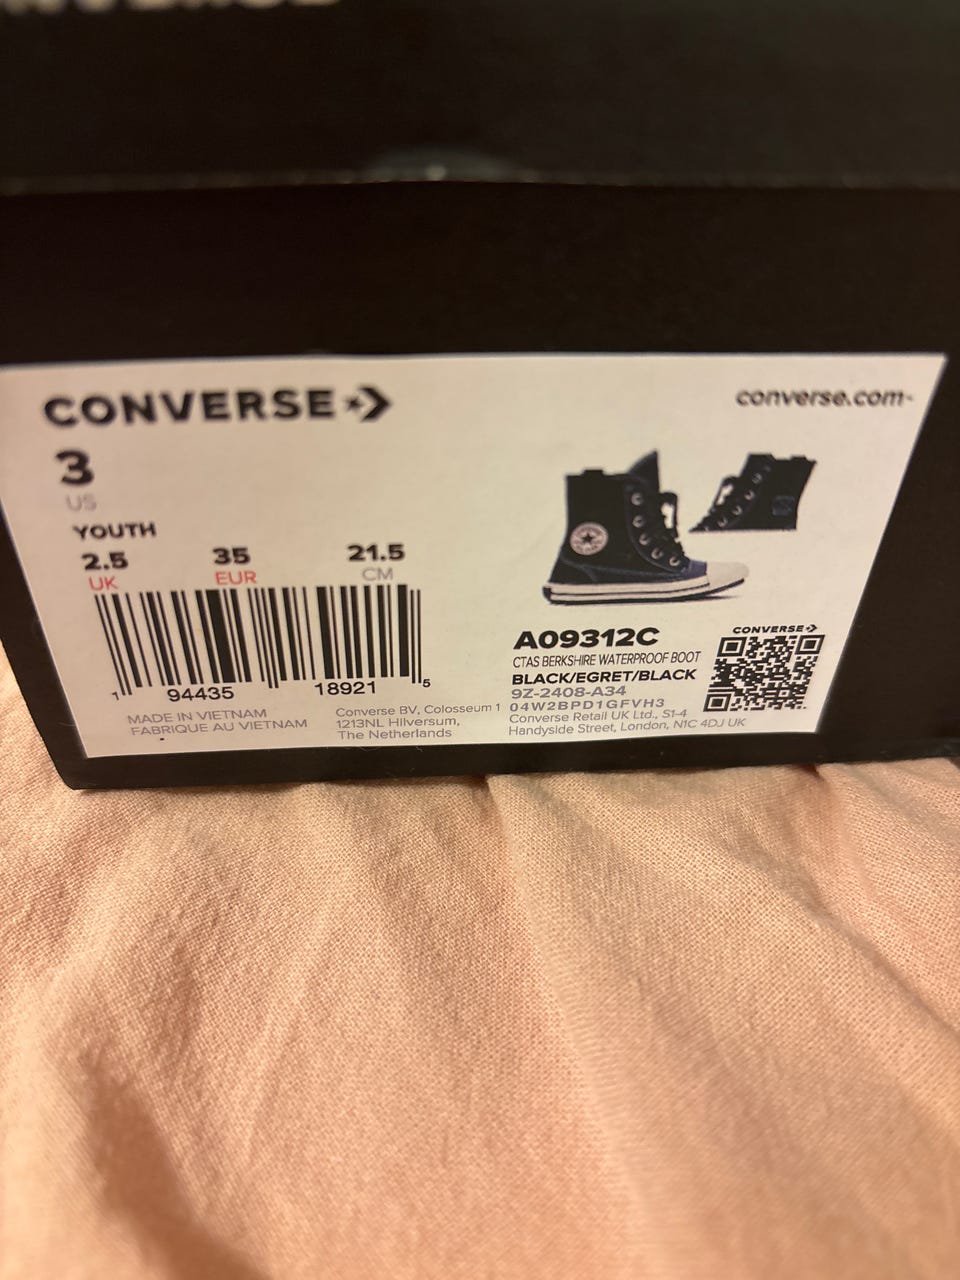 CONVERSE
converse.com
3
US
YOUTH
2.5 35 21.5
UK EUR CM
1 94435 18921 5
MADE IN VIETNAM
FABRIQUE AU VIETNAM
Converse BV, Colosseum 1
1213NL Hilversum,
The Netherlands
A09312C
CTAS BERKSHIRE WATERPROOF BOOT
BLACK/EGRET/BLACK
9Z-2408-A34
04W2BPD1GFVH3
Converse Retail UK Ltd., S1-4
Handyside Street, London, N1C 4DJ UK
CONVERSE